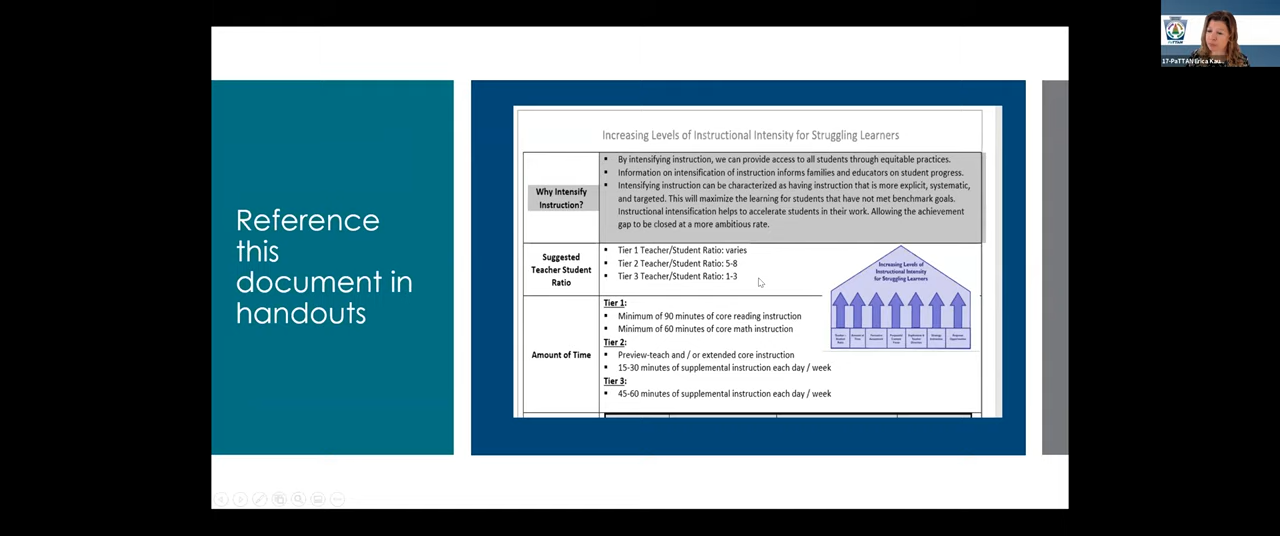 PaTTAN
17-PaTTAN Erica Kau...
Reference
this
document in
handouts
Increasing Levels of Instructional Intensity for Struggling Learners
Why Intensify
Instruction?
▪ By intensifying instruction, we can provide access to all students through equitable practices.
▪ Information on intensification of instruction informs families and educators on student progress.
▪ Intensifying instruction can be characterized as having instruction that is more explicit, systematic,
and targeted. This will maximize the learning for students that have not met benchmark goals.
Instructional intensification helps to accelerate students in their work. Allowing the achievement
gap to be closed at a more ambitious rate.
Suggested
Teacher Student
Ratio
▪ Tier 1 Teacher/Student Ratio: varies
▪ Tier 2 Teacher/Student Ratio: 5-8
▪ Tier 3 Teacher/Student Ratio: 1-3
Increasing Levels of
Instructional Intensity
for Struggling Learners
Amount of Time
Tier 1:
▪ Minimum of 90 minutes of core reading instruction
▪ Minimum of 60 minutes of core math instruction
Tier 2:
▪ Preview-teach and / or extended core instruction
▪ 15-30 minutes of supplemental instruction each day / week
Tier 3:
▪ 45-60 minutes of supplemental instruction each day / week